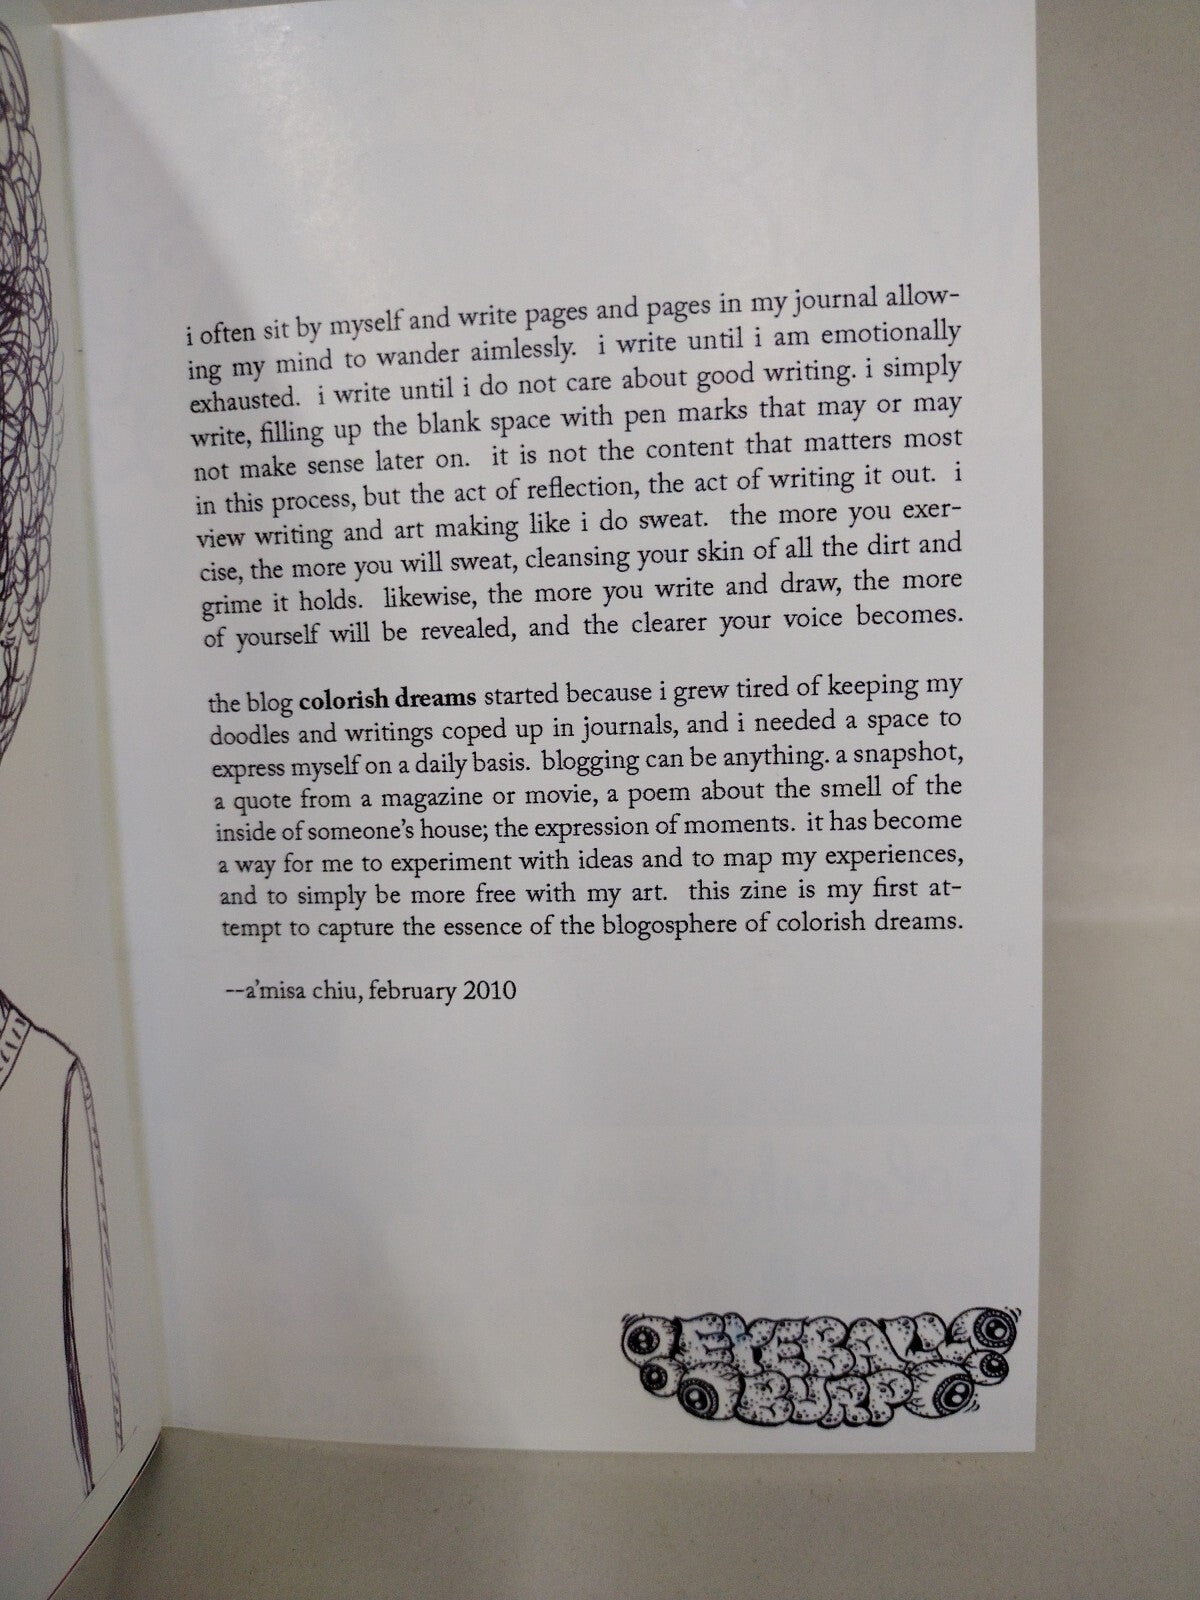 i often sit by myself and write pages and pages in my journal allow-
ing my mind to wander aimlessly. i write until i am emotionally
exhausted. i write until i do not care about good writing. i simply
write, filling up the blank space with pen marks that may or may
not make sense later on. it is not the content that matters most
in this process, but the act of reflection, the act of writing it out. i
view writing and art making like i do sweat. the more you exer-
cise, the more you will sweat, cleansing your skin of all the dirt and
grime it holds. likewise, the more you write and draw, the more
of yourself will be revealed, and the clearer your voice becomes.
the blog colorish dreams started because i grew tired of keeping my
doodles and writings coped up in journals, and i needed a space to
express myself on a daily basis. blogging can be anything. a snapshot,
a quote from a magazine or movie, a poem about the smell of the
inside of someone's house; the expression of moments. it has become
a way for me to experiment with ideas and to map my experiences,
and to simply be more free with my art. this zine is my first at-
tempt to capture the essence of the blogosphere of colorish dreams.
--a'misa chiu, february 2010
EYEBALL
BURP